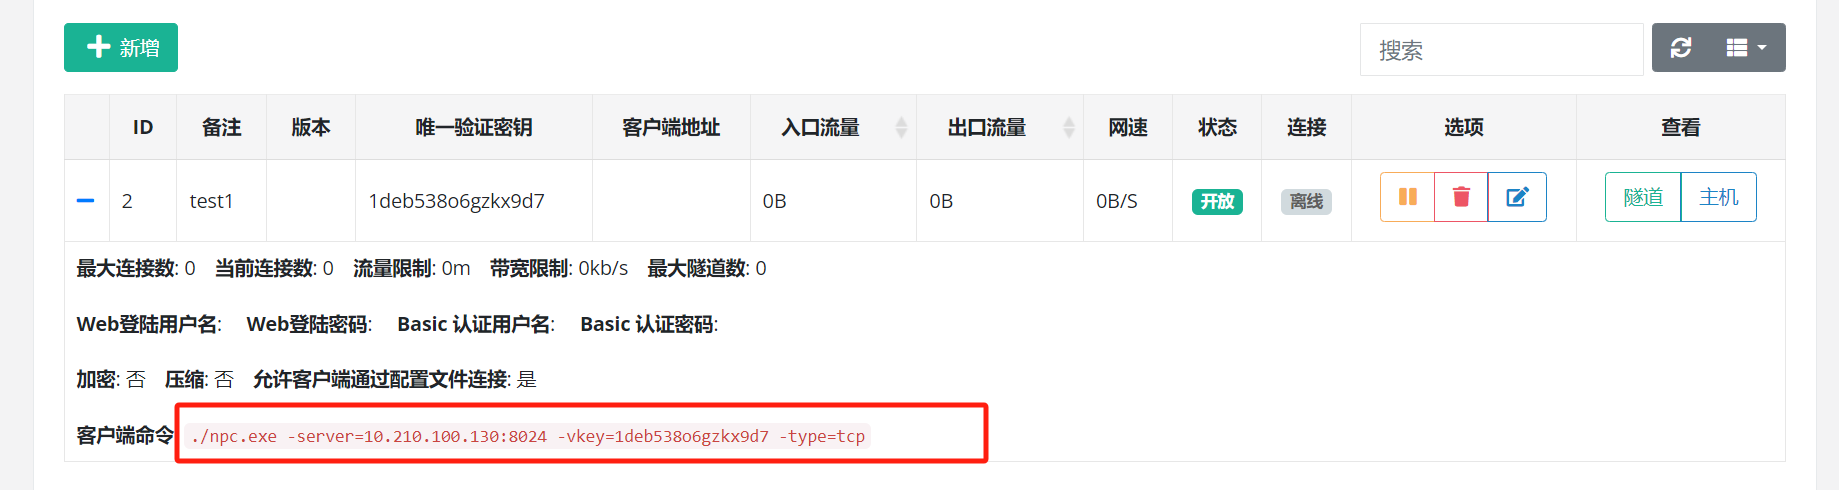 新增
搜索
ID 备注 版本 唯一验证密钥 客户端地址 入口流量 出口流量 网速 状态 连接 选项 查看
2 test1 1deb538o6gzkx9d7 0B 0B 0B/S 开放 离线 隧道 主机
最大连接数: 0 当前连接数: 0 流量限制: 0m 带宽限制: 0kb/s 最大隧道数: 0
Web登陆用户名: Web登陆密码: Basic 认证用户名: Basic 认证密码:
加密: 否 压缩: 否 允许客户端通过配置文件连接: 是
客户端命令 ./npc.exe -server=10.210.100.130:8024 -vkey=1deb538o6gzkx9d7 -type=tcp